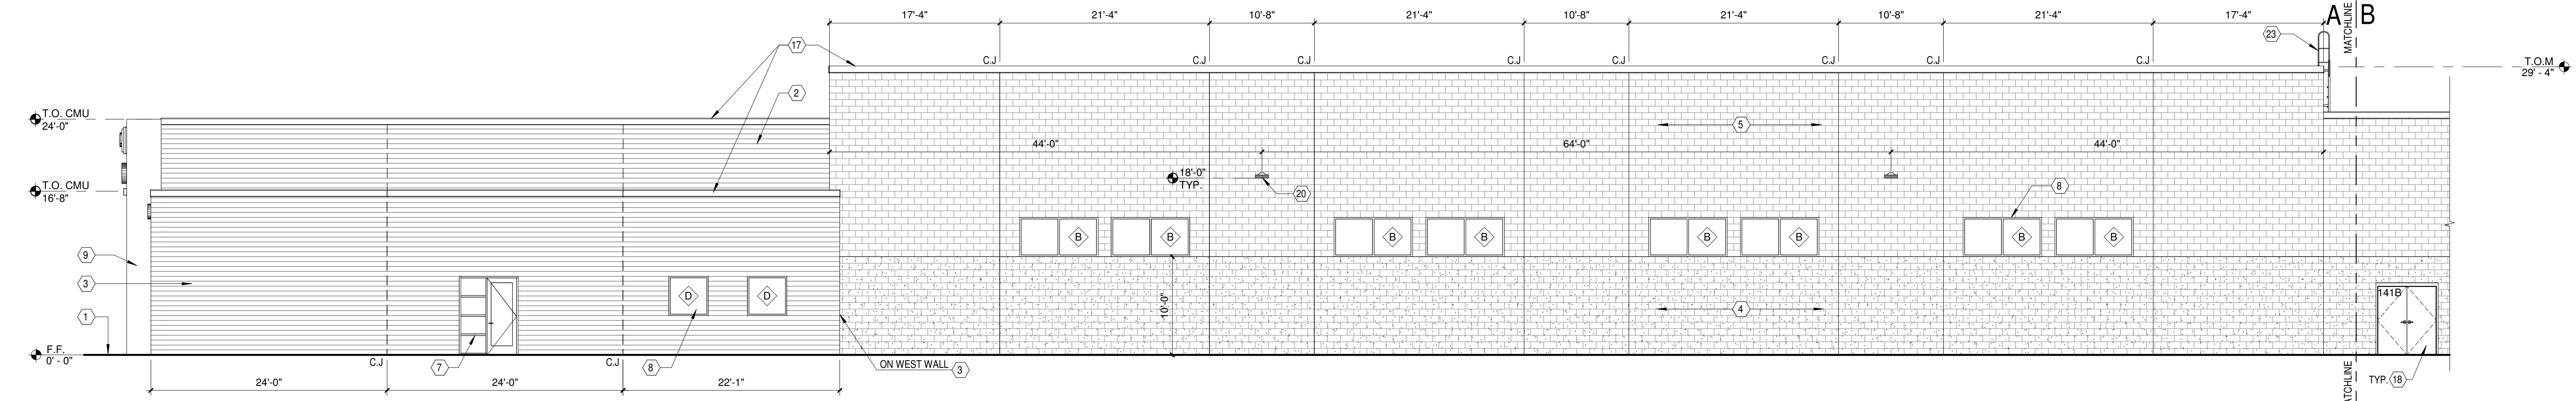 17'-4" 21'-4" 10'-8" 21'-4" 10'-8" 21'-4" 10'-8" 21'-4" 17'-4"
A B
MATCHLINE
23
17
C.J C.J C.J C.J C.J C.J C.J C.J
T.O.M
29' - 4"
2
T.O. CMU
24'-0"
5
44'-0" 64'-0" 44'-0"
18'-0"
TYP.
T.O. CMU
16'-8"
20
8
B B B B B B B B
9
3
D D
10'-0"
4
141B
1
F.F.
0' - 0"
C.J C.J
7
8
ON WEST WALL 3
TYP. 18
24'-0" 24'-0" 22'-1"
MATCHLINE